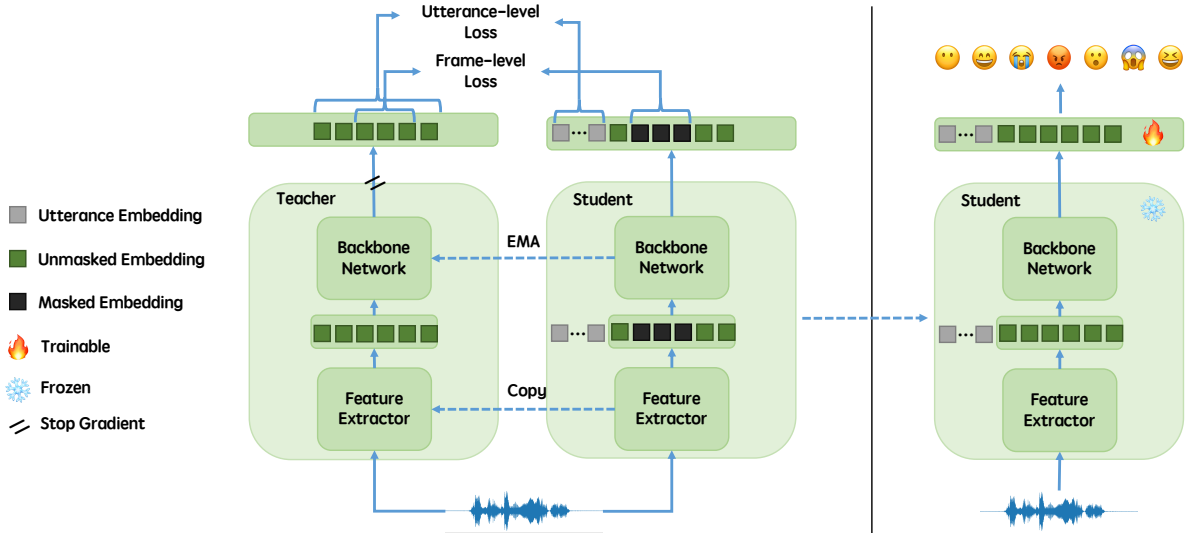 Utterance-level
Loss
Frame-level
Loss
Teacher
Student
Student
Utterance Embedding
Unmasked Embedding
Masked Embedding
Trainable
Frozen
Stop Gradient
Backbone
Network
EMA
Backbone
Network
Backbone
Network
Feature
Extractor
Copy
Feature
Extractor
Feature
Extractor